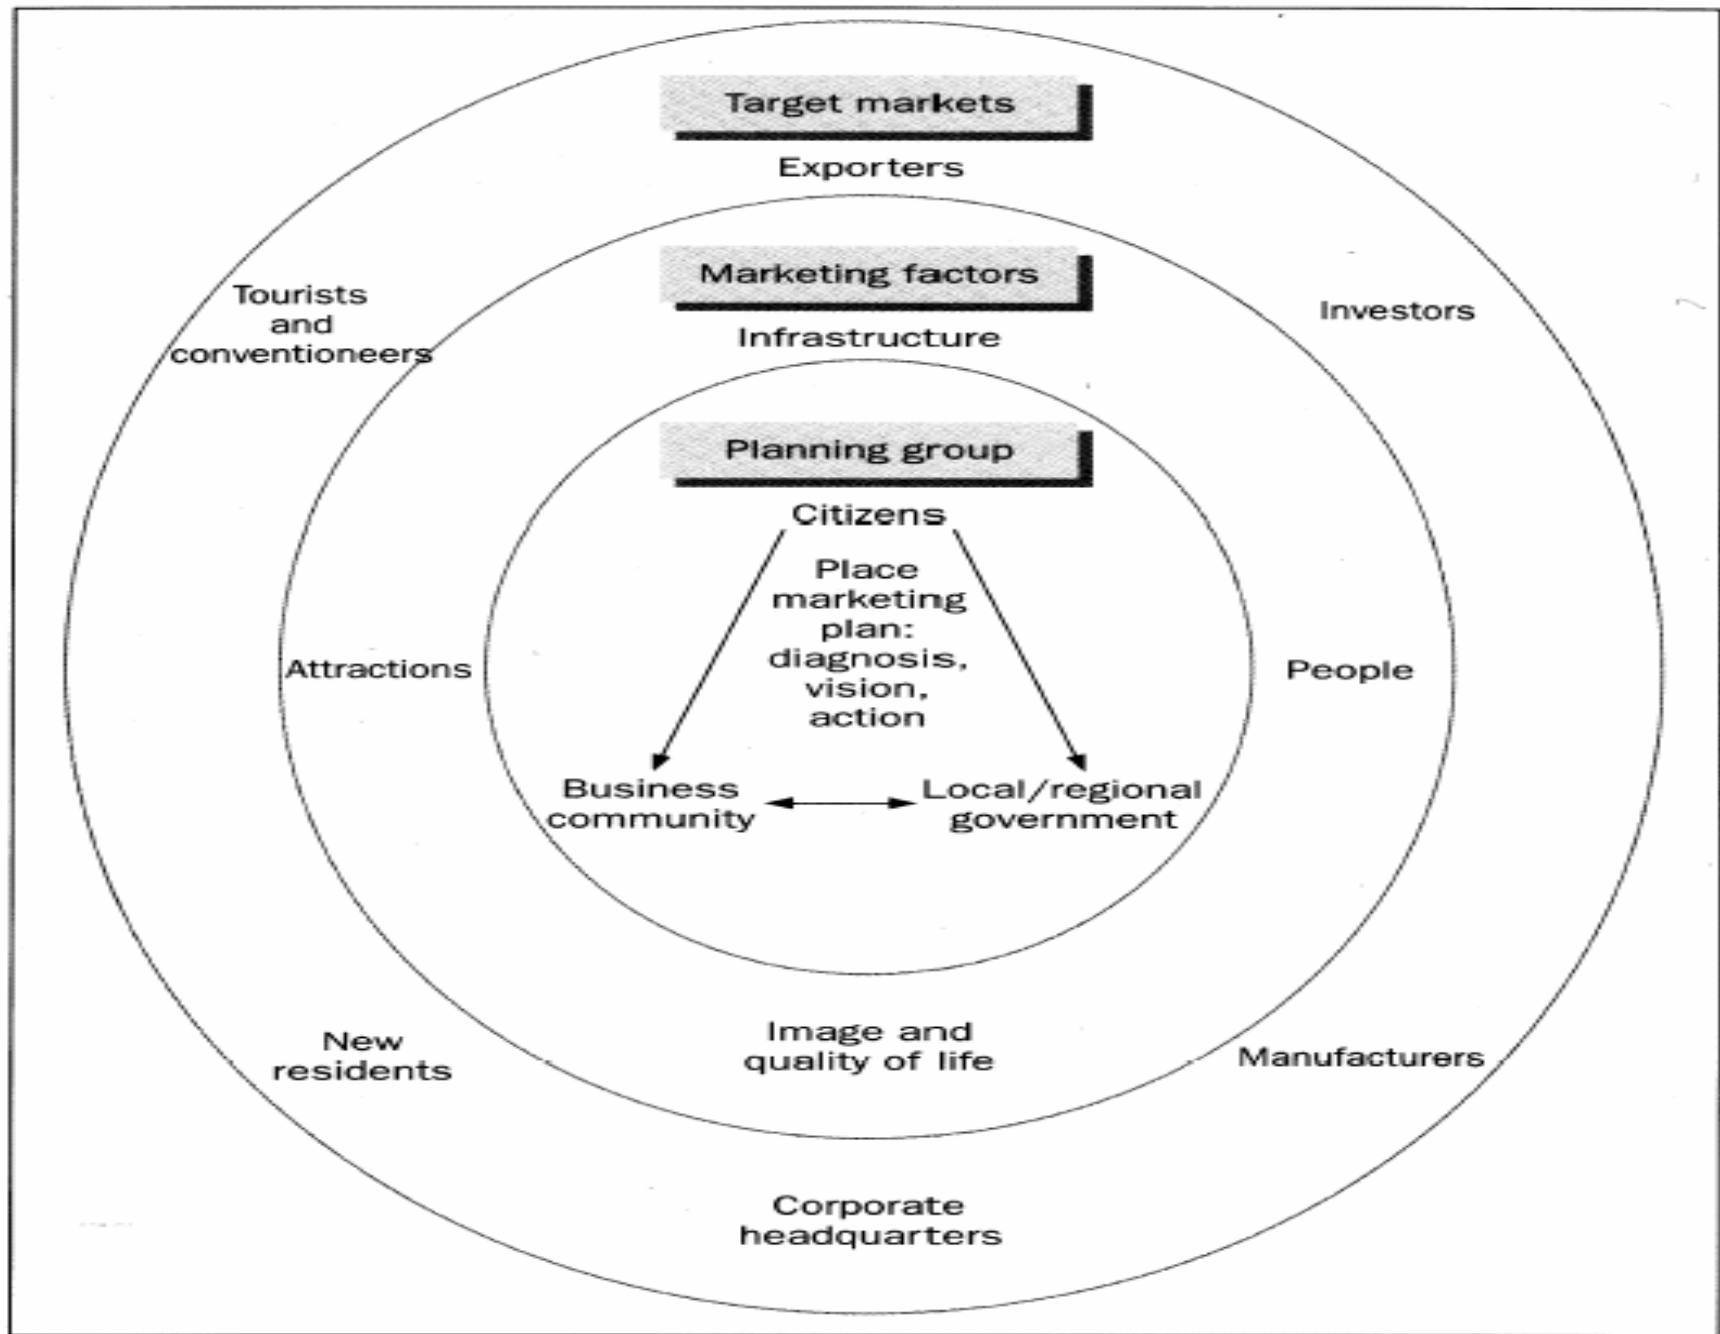 Target markets
Exporters
Marketing factors
Tourists
and
conventioneers
Investors
Infrastructure
Planning group
Citizens
Place
marketing
plan:
diagnosis,
vision,
action
Attractions
People
Business
community
Local/regional
government
Image and
quality of life
New
residents
Manufacturers
Corporate
headquarters